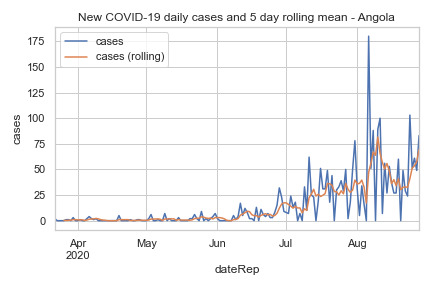 New COVID-19 daily cases and 5 day rolling mean - Angola
cases
cases (rolling)
175
150
125
100
75
50
25
0
cases
Apr
2020
May
Jun
Jul
Aug
dateRep